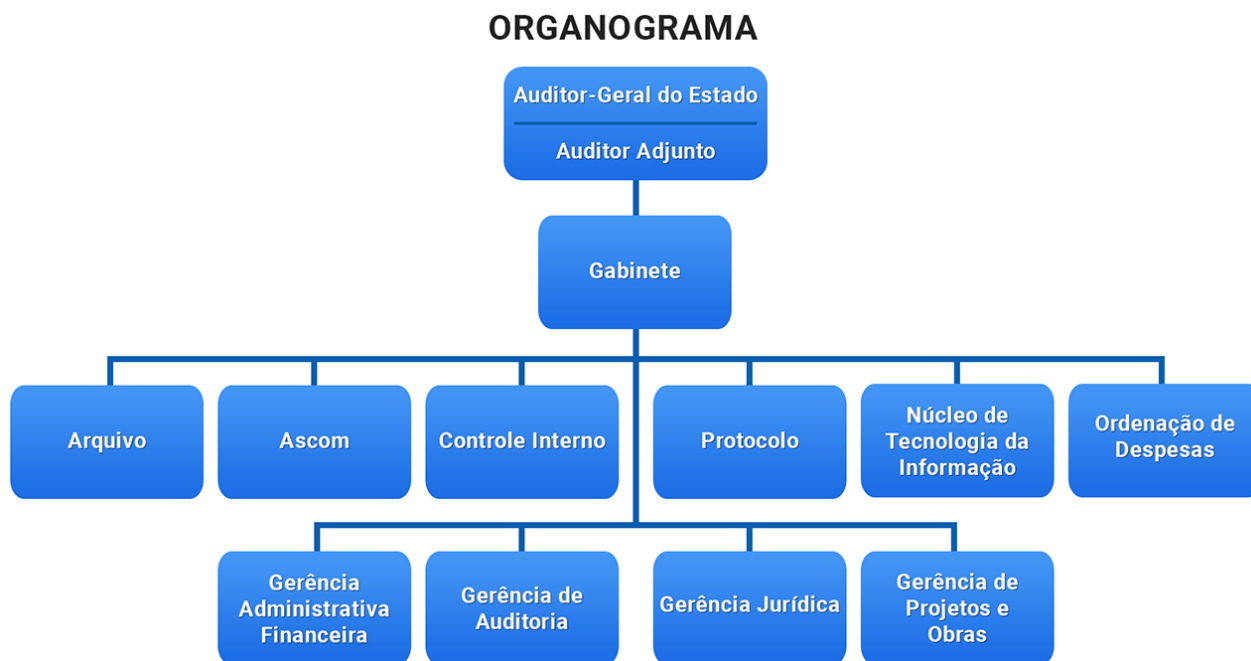 ORGANOGRAMA
Auditor-Geral do Estado
Auditor Adjunto
Gabinete
Arquivo
Ascom
Controle Interno
Protocolo
Núcleo de
Tecnologia da
Informação
Ordenação de
Despesas
Gerência
Administrativa
Financeira
Gerência de
Auditoria
Gerência Jurídica
Gerência de
Projetos e
Obras